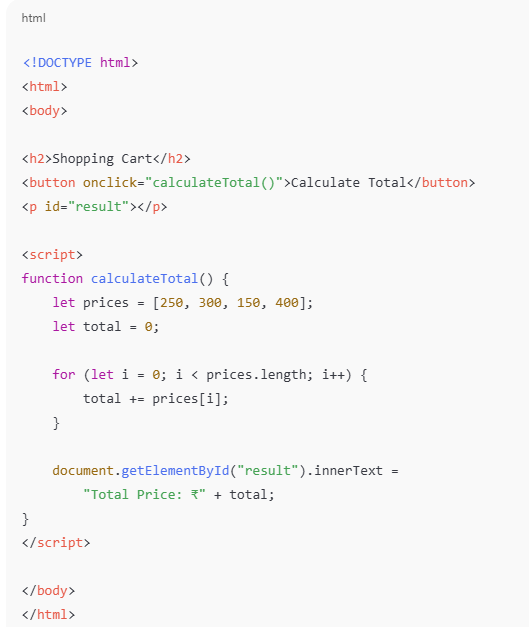 html
<!DOCTYPE html>
<html>
<body>
<h2>Shopping Cart</h2>
<button onclick="calculateTotal()">Calculate Total</button>
<p id="result"></p>
<script>
function calculateTotal() {
    let prices = [250, 300, 150, 400];
    let total = 0;
    for (let i = 0; i < prices.length; i++) {
        total += prices[i];
    }
    document.getElementById("result").innerText =
        "Total Price: ₹" + total;
}
</script>
</body>
</html>